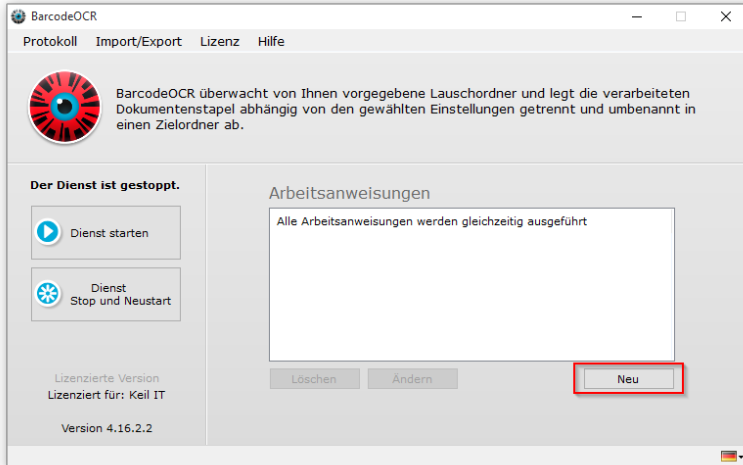 BarcodeOCR
Protokoll Import/Export Lizenz Hilfe
BarcodeOCR überwacht von Ihnen vorgegebene Lauschordner und legt die verarbeiteten
Dokumentenstapel abhängig von den gewählten Einstellungen getrennt und umbenannt in
einen Zielordner ab.
Der Dienst ist gestoppt.
Dienst starten
Dienst
Stop und Neustart
Lizenzierte Version
Lizenziert für: Keil IT
Version 4.16.2.2
Arbeitsanweisungen
Alle Arbeitsanweisungen werden gleichzeitig ausgeführt
Löschen Ändern Neu